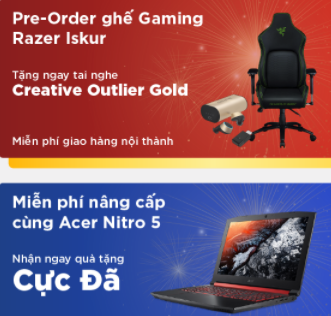 Pre-Order ghế Gaming
Razer Iskur
Tặng ngay tai nghe
Creative Outlier Gold
Miễn phí giao hàng nội thành
Miễn phí nâng cấp
cùng Acer Nitro 5
Nhận ngay quà tặng
Cực Đã